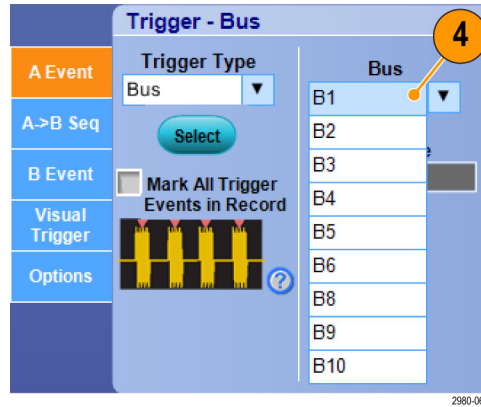 Trigger - Bus
4
A Event
A->B Seq
B Event
Visual
Trigger
Options
Trigger Type
Bus
Select
Mark All Trigger
Events in Record
?
Bus
B1
B2
B3
B4
B5
B6
B8
B9
B10